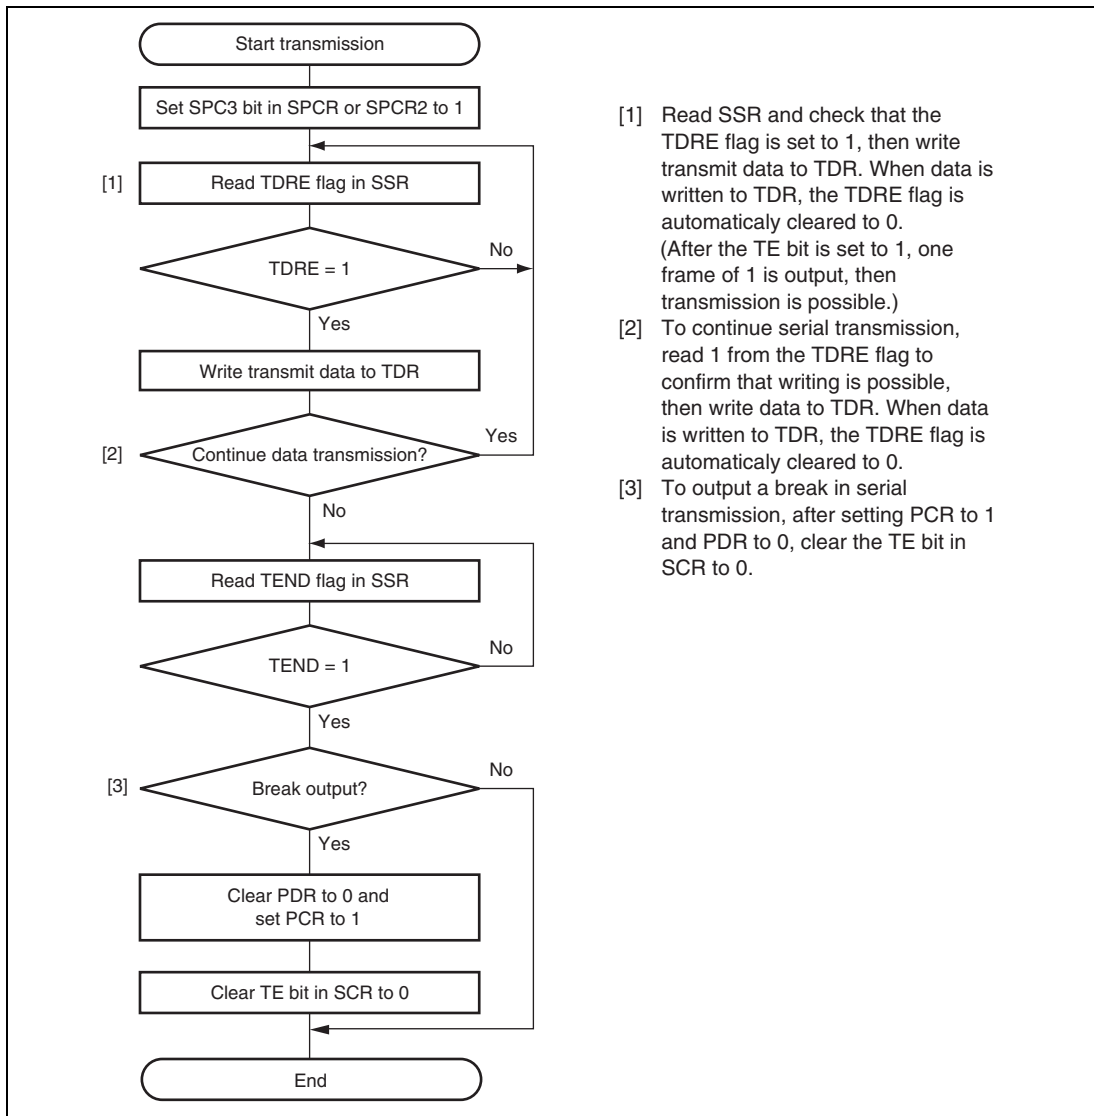 Start transmission
Set SPC3 bit in SPCR or SPCR2 to 1
[1]
Read TDRE flag in SSR
No
TDRE = 1
Yes
Write transmit data to TDR
Yes
[2]
Continue data transmission?
No
Read TEND flag in SSR
No
TEND = 1
Yes
No
[3]
Break output?
Yes
Clear PDR to 0 and
set PCR to 1
Clear TE bit in SCR to 0
End
[1] Read SSR and check that the
TDRE flag is set to 1, then write
transmit data to TDR. When data is
written to TDR, the TDRE flag is
automaticaly cleared to 0.
(After the TE bit is set to 1, one
frame of 1 is output, then
transmission is possible.)
[2] To continue serial transmission,
read 1 from the TDRE flag to
confirm that writing is possible,
then write data to TDR. When data
is written to TDR, the TDRE flag is
automaticaly cleared to 0.
[3] To output a break in serial
transmission, after setting PCR to 1
and PDR to 0, clear the TE bit in
SCR to 0.